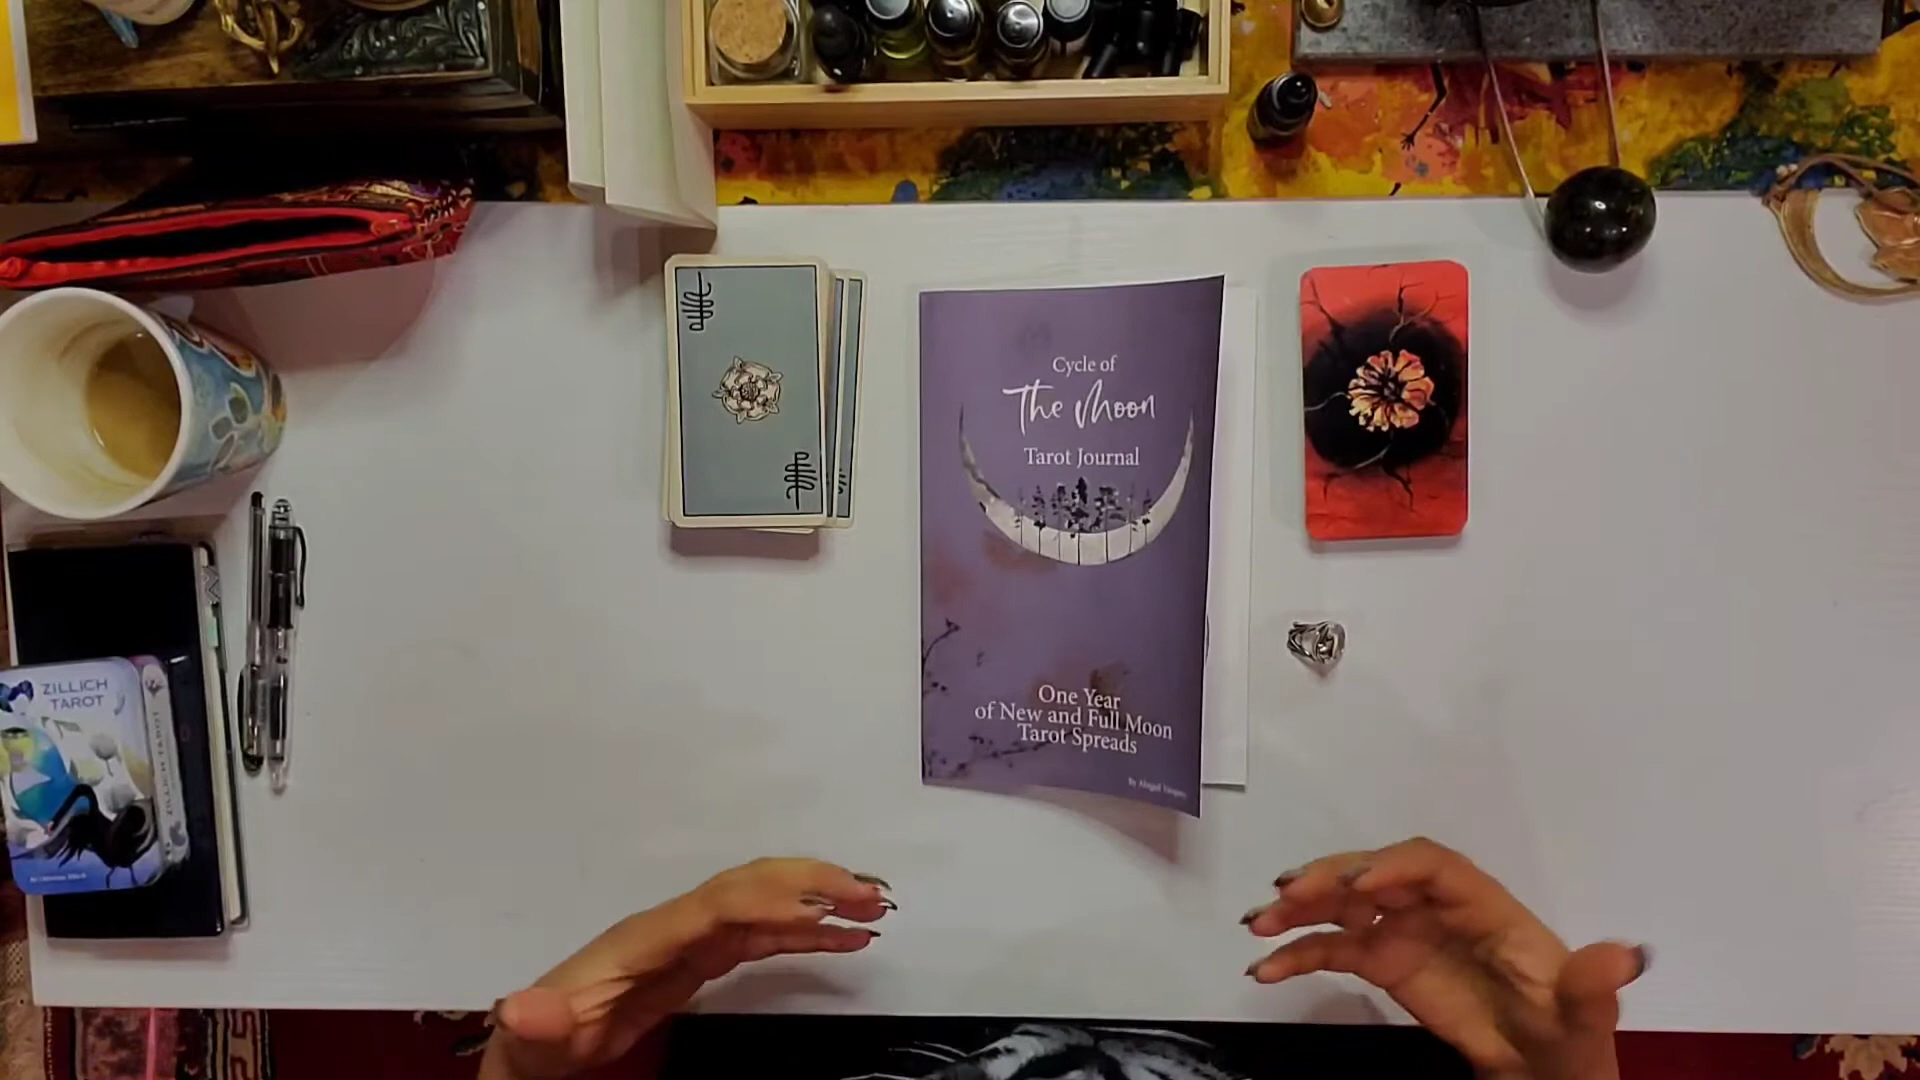 Cycle of
The Moon
Tarot Journal
One Year
of New and Full Moon
Tarot Spreads
ZILLICH
TAROT
ZILLICH TAROT